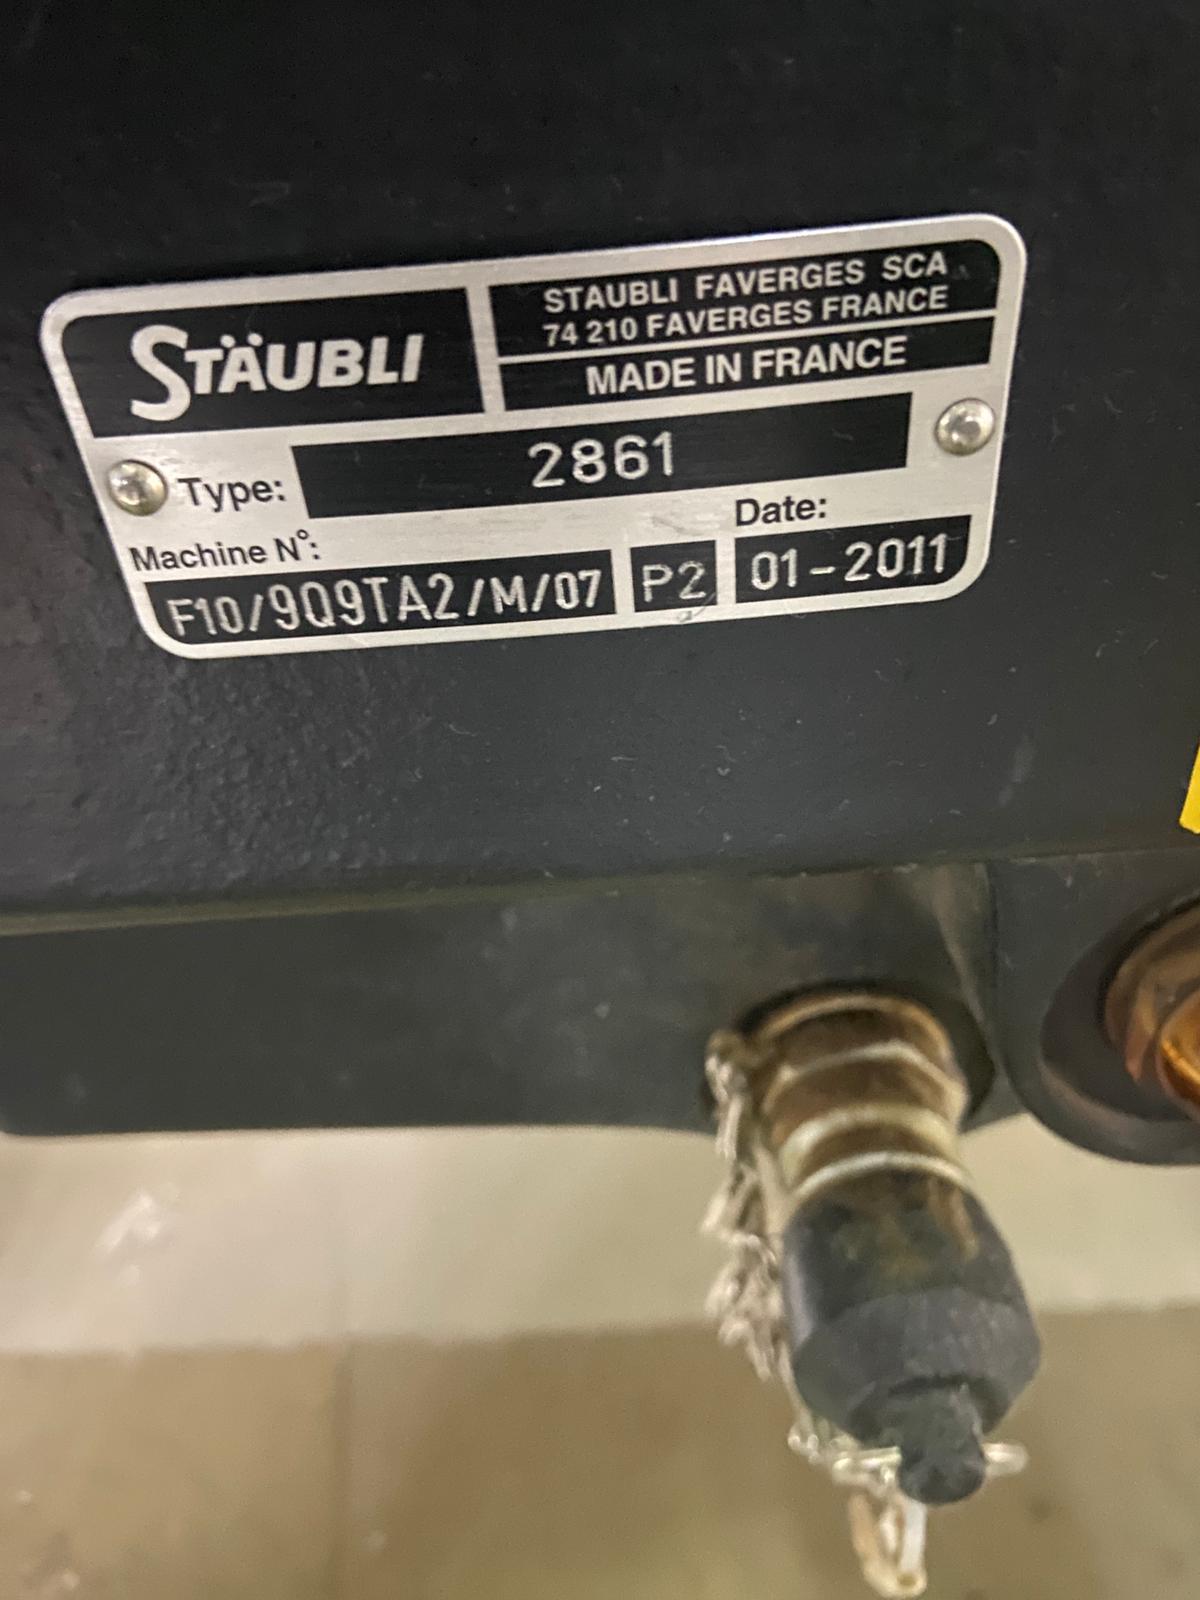 STÄUBLI
STAUBLI FAVERGES SCA
74 210 FAVERGES FRANCE
MADE IN FRANCE
Type: 2861
Machine N°: Date:
F10/9Q9TA2/M/07 P2 01-2011